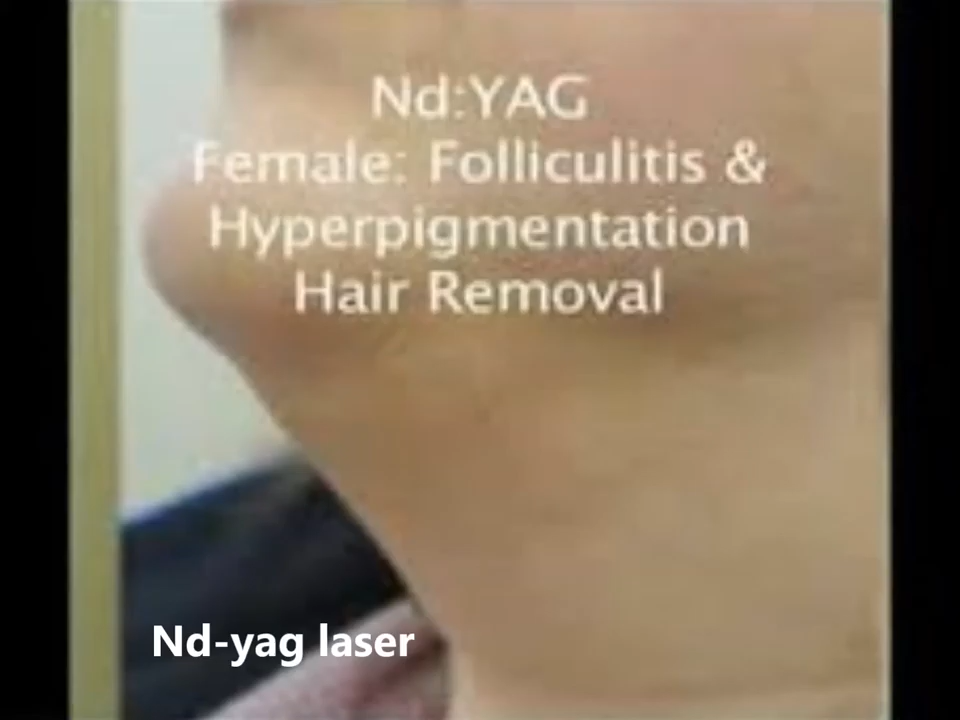 Nd:YAG
Female: Folliculitis &
Hyperpigmentation
Hair Removal
Nd-yag laser